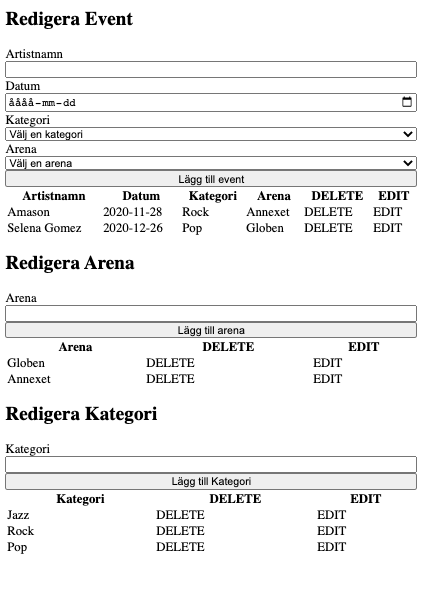 Redigera Event
Artistnamn
Datum
åååå-mm-dd
Kategori
Välj en kategori
Arena
Välj en arena
Lägg till event
Artistnamn Datum Kategori Arena DELETE EDIT
Amason 2020-11-28 Rock Annexet DELETE EDIT
Selena Gomez 2020-12-26 Pop Globen DELETE EDIT
Redigera Arena
Arena
Lägg till arena
Arena DELETE EDIT
Globen DELETE EDIT
Annexet DELETE EDIT
Redigera Kategori
Kategori
Lägg till Kategori
Kategori DELETE EDIT
Jazz DELETE EDIT
Rock DELETE EDIT
Pop DELETE EDIT